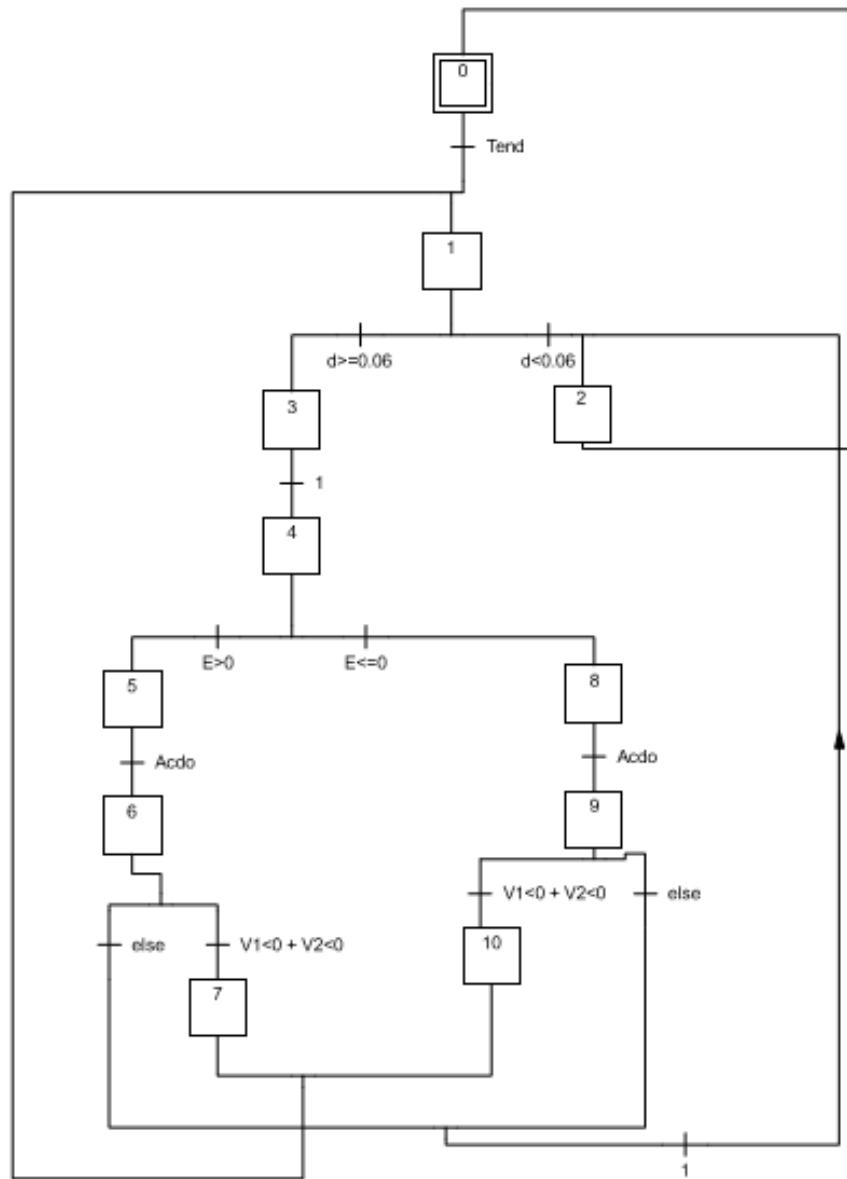 0
Tend
1
d>=0.06
d<0.06
3
2
1
4
E>0
E<=0
5
8
Acdo
Acdo
6
9
V1<0 + V2<0
else
else
V1<0 + V2<0
10
7
1